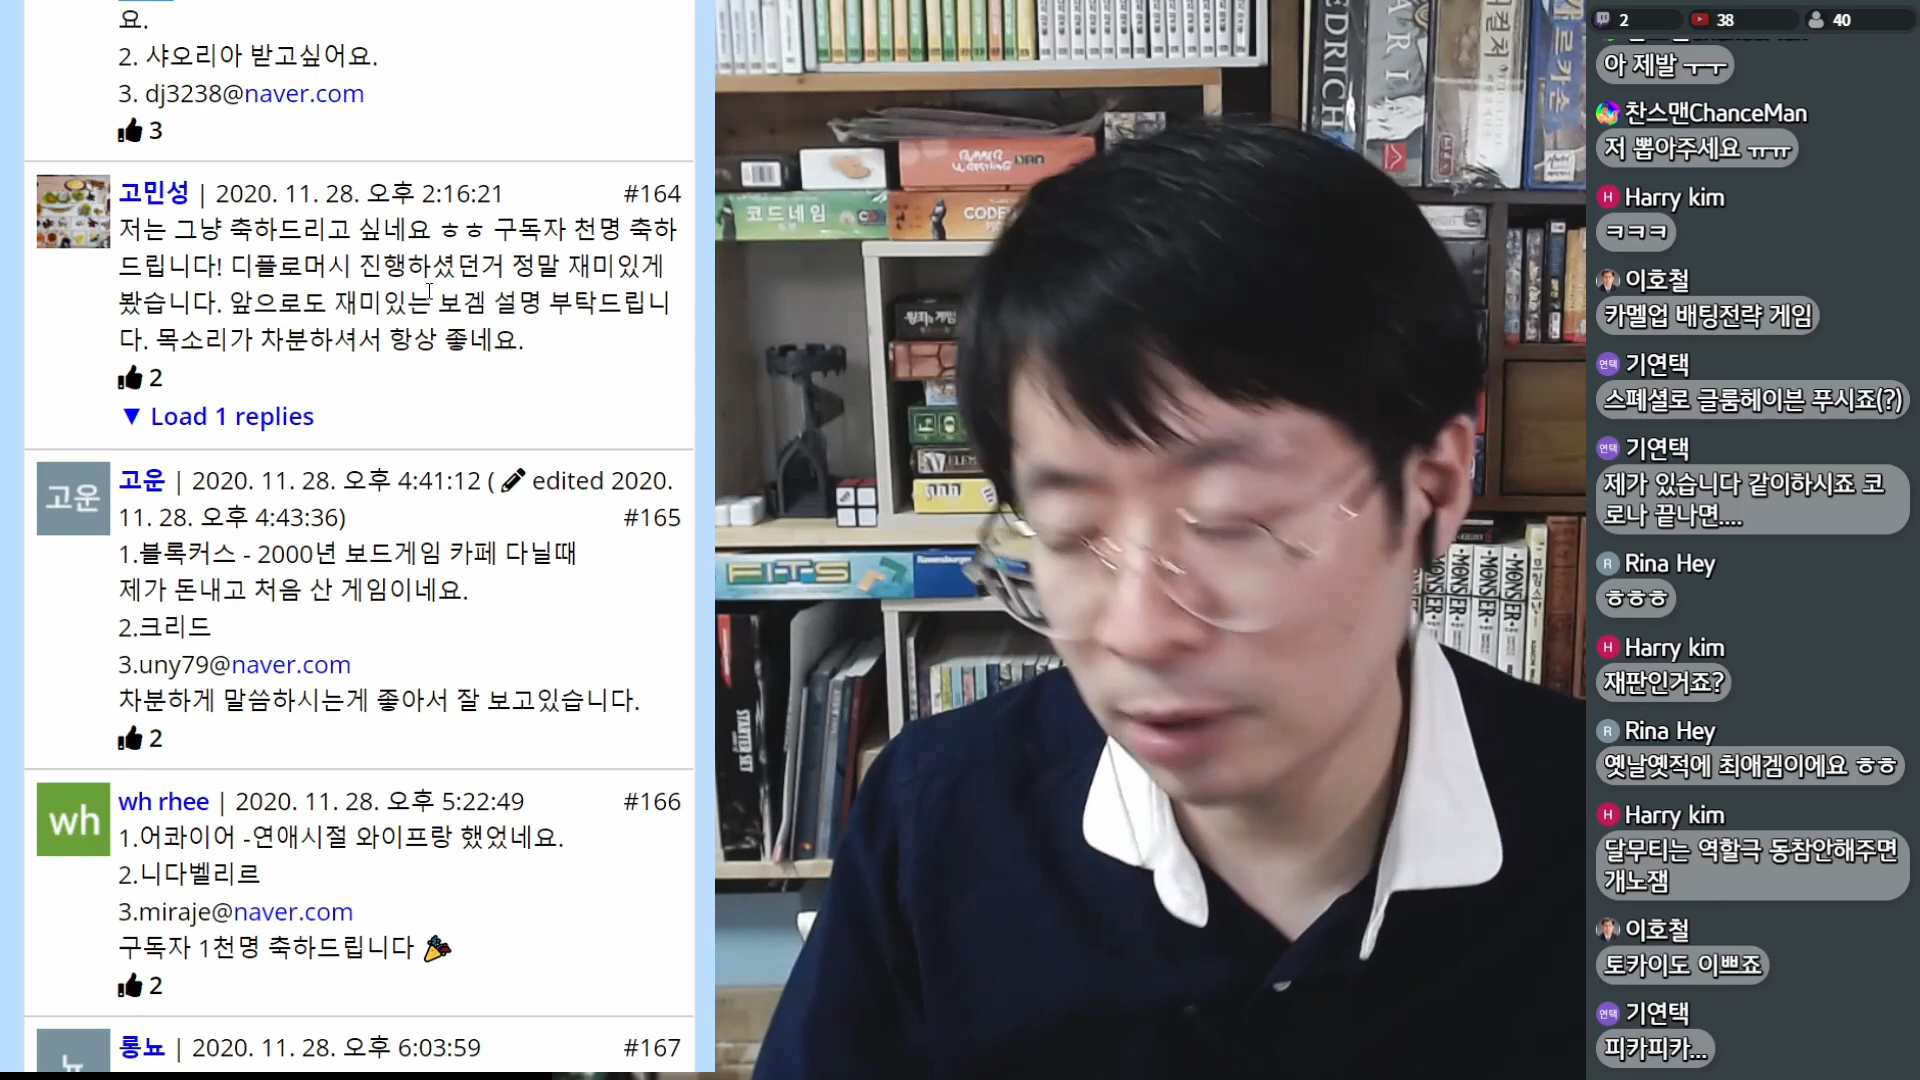 요.
2. 샤오리아 받고싶어요.
3. dj3238@naver.com
3
고민성 | 2020. 11. 28. 오후 2:16:21 #164
저는 그냥 축하드리고 싶네요 ㅎㅎ 구독자 천명 축하
드립니다! 디플로머시 진행하셨던거 정말 재미있게
봤습니다. 앞으로도 재미있는 보겜 설명 부탁드립니
다. 목소리가 차분하셔서 항상 좋네요.
2
▼ Load 1 replies
고운
고운 | 2020. 11. 28. 오후 4:41:12 ( edited 2020.
11. 28. 오후 4:43:36) #165
1.블록커스 - 2000년 보드게임 카페 다닐때
제가 돈내고 처음 산 게임이네요.
2.크리드
3.uny79@naver.com
차분하게 말씀하시는게 좋아서 잘 보고있습니다.
2
wh
wh rhee | 2020. 11. 28. 오후 5:22:49 #166
1.어콰이어 -연애시절 와이프랑 했었네요.
2.니다벨리르
3.miraje@naver.com
구독자 1천명 축하드립니다 🎉
2
롱뇨 | 2020. 11. 28. 오후 6:03:59 #167
코드네임
CODE
FITS
Ravensburger
STARTER SET
MONSTER
MONSTER
MONSTER
MONSTER
2 38 40
아 제발 ㅜㅜ
찬스맨ChanceMan
저 뽑아주세요 ㅠㅠ
Harry kim
ㅋㅋㅋ
이호철
카멜업 배팅전략 게임
연택 기연택
스페셜로 글룸헤이븐 푸시죠(?)
연택 기연택
제가 있습니다 같이하시죠 코
로나 끝나면....
R Rina Hey
ㅎㅎㅎ
H Harry kim
재판인거죠?
R Rina Hey
옛날옛적에 최애겜이에요 ㅎㅎ
H Harry kim
달무티는 역할극 동참안해주면
개노잼
이호철
토카이도 이쁘죠
연택 기연택
피카피카...